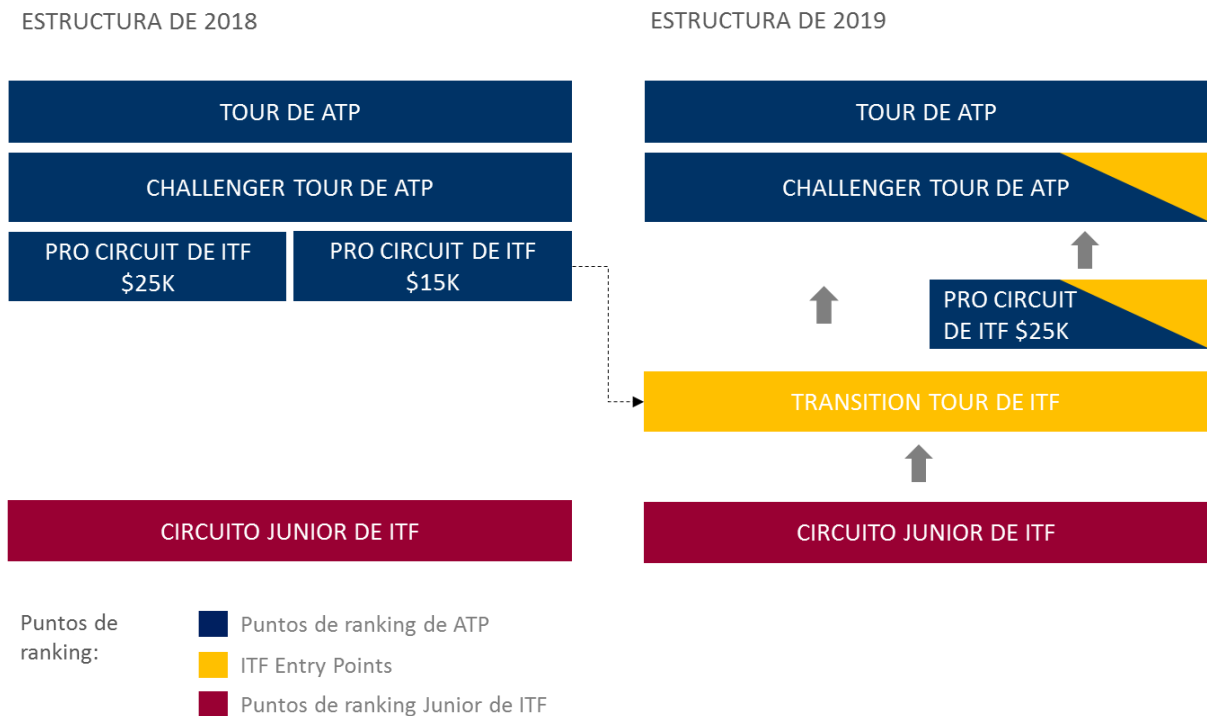 ESTRUCTURA DE 2018
TOUR DE ATP
CHALLENGER TOUR DE ATP
PRO CIRCUIT DE ITF
$25K
PRO CIRCUIT DE ITF
$15K
CIRCUITO JUNIOR DE ITF
ESTRUCTURA DE 2019
TOUR DE ATP
CHALLENGER TOUR DE ATP
PRO CIRCUIT
DE ITF $25K
TRANSITION TOUR DE ITF
CIRCUITO JUNIOR DE ITF
Puntos de
ranking:
Puntos de ranking de ATP
ITF Entry Points
Puntos de ranking Junior de ITF